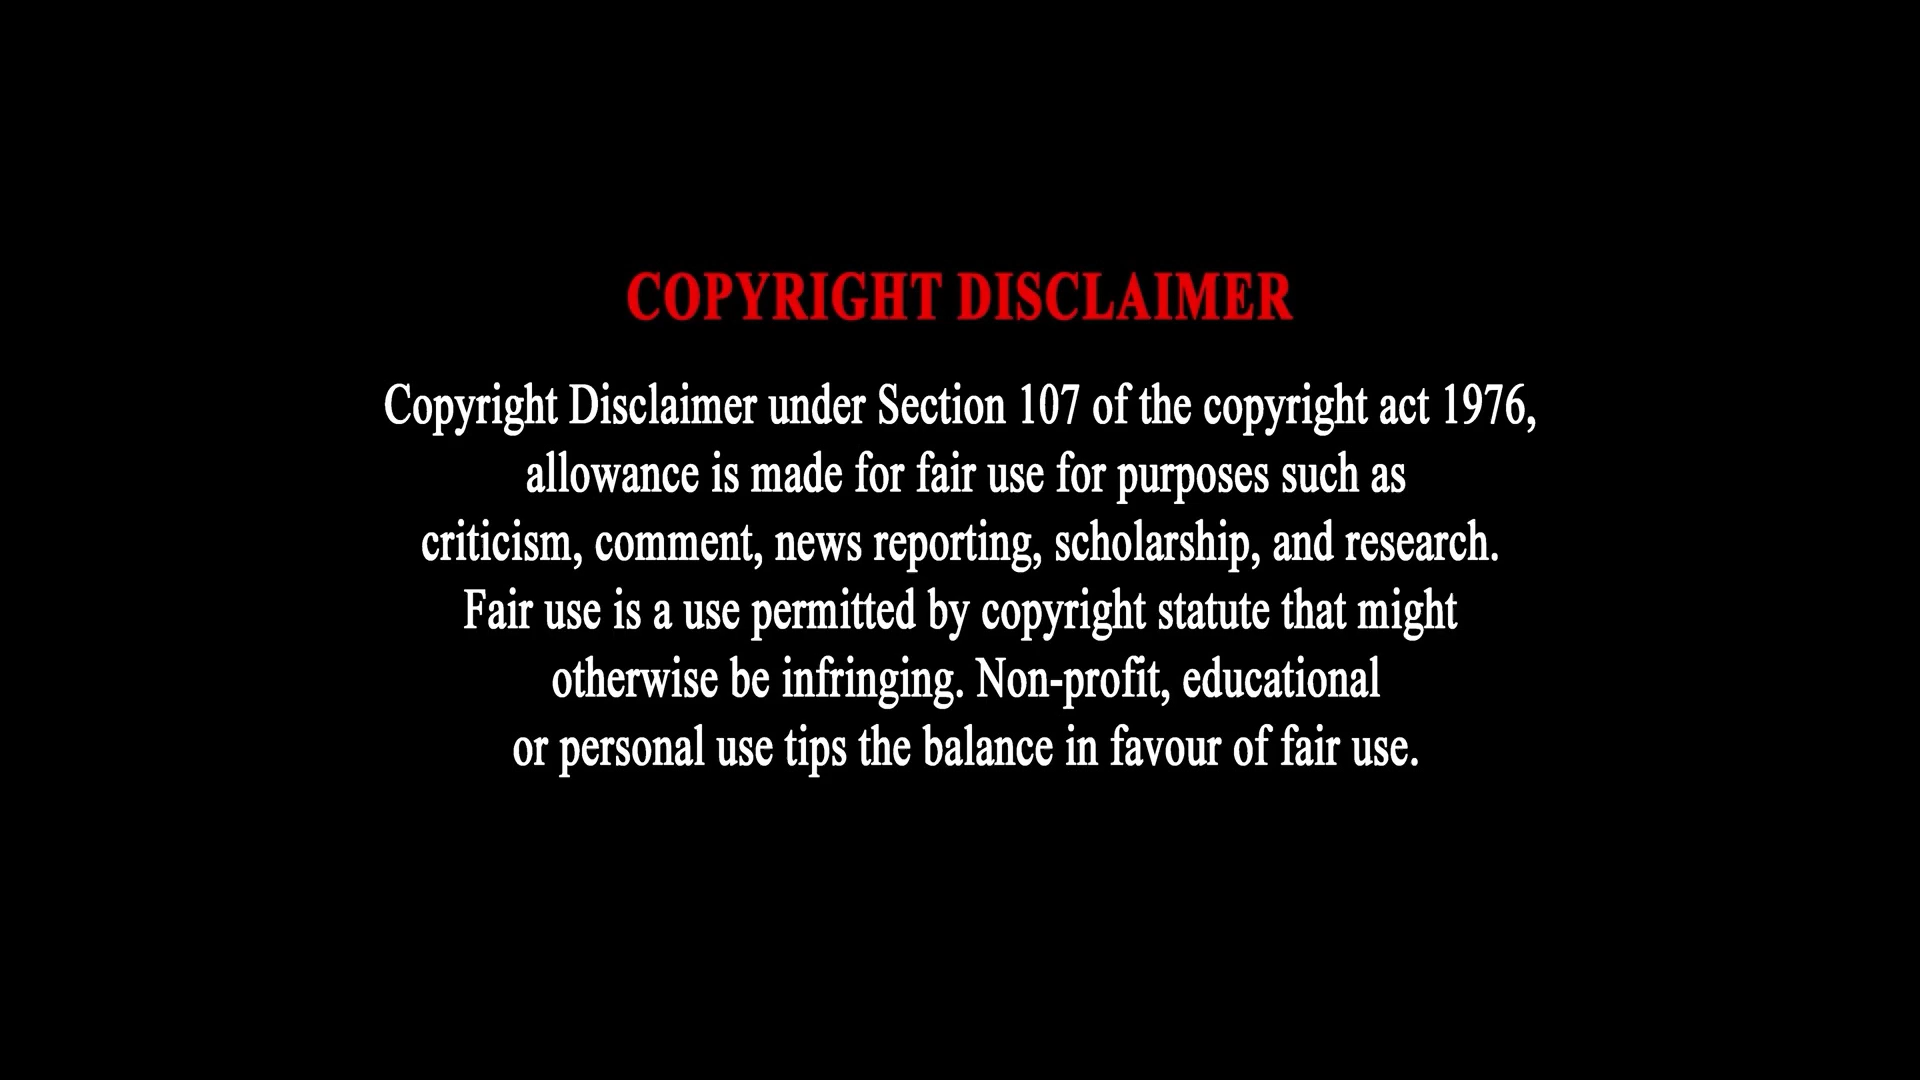 COPYRIGHT DISCLAIMER
Copyright Disclaimer under Section 107 of the copyright act 1976,
allowance is made for fair use for purposes such as
criticism, comment, news reporting, scholarship, and research.
Fair use is a use permitted by copyright statute that might
otherwise be infringing. Non-profit, educational
or personal use tips the balance in favour of fair use.